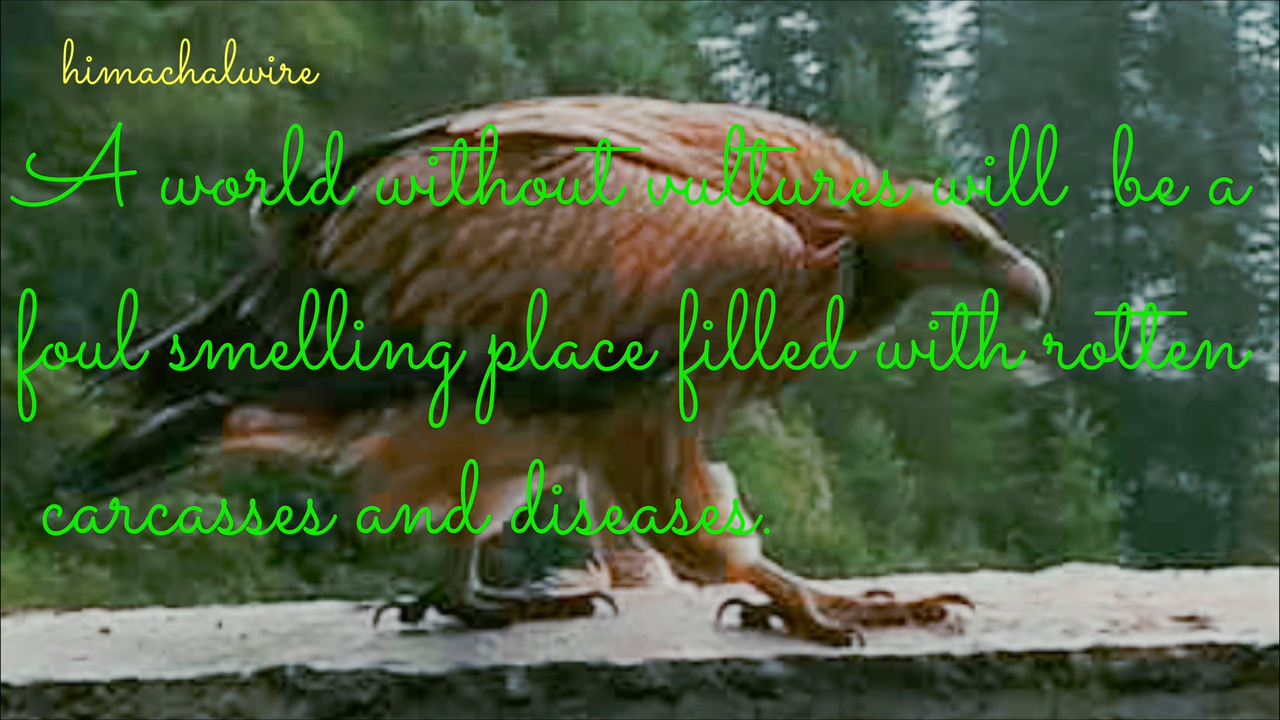 himachalwire
A world without vultures will be a
foul smelling place filled with rotten
carcasses and diseases.